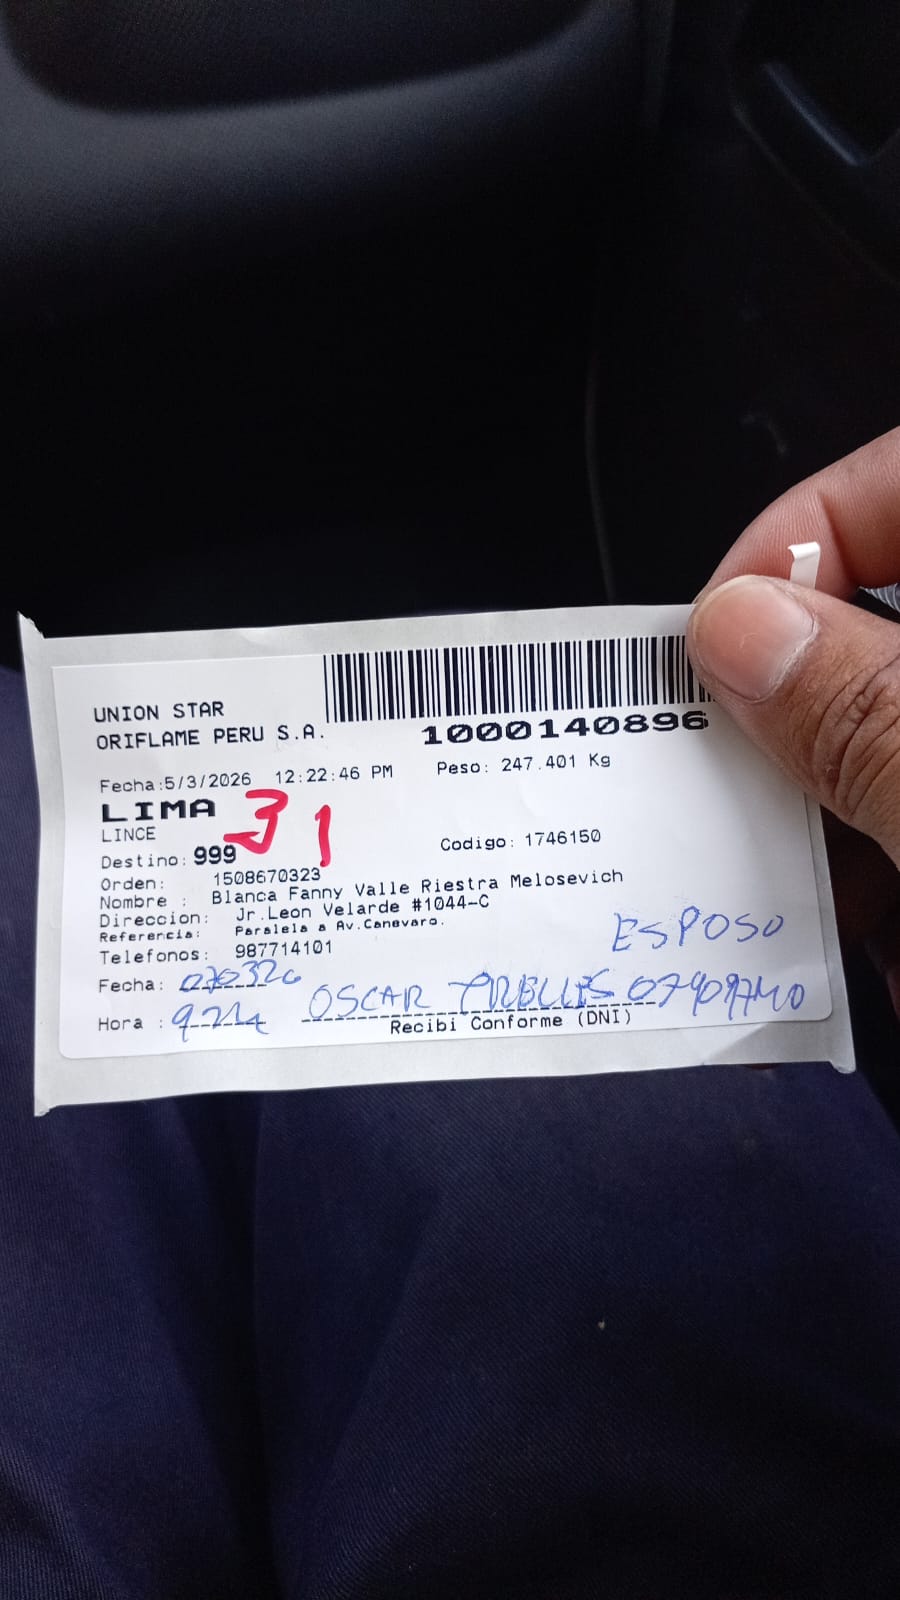 UNION STAR
ORIFLAME PERU S.A.
1000140896
Fecha:5/3/2026 12:22:46 PM Peso: 247.401 Kg
LIMA
31
LINCE
Destino: 999 Codigo: 1746150
Orden: 1508670323
Nombre : Blanca Fanny Valle Riestra Melosevich
Direccion: Jr.Leon Velarde #1044-C
Referencia: Paralela a Av.Canevaro.
Telefonos: 987714101
ESPOSO
Fecha: 070326
Hora : OSCAR
Recibi Conforme (DNI)